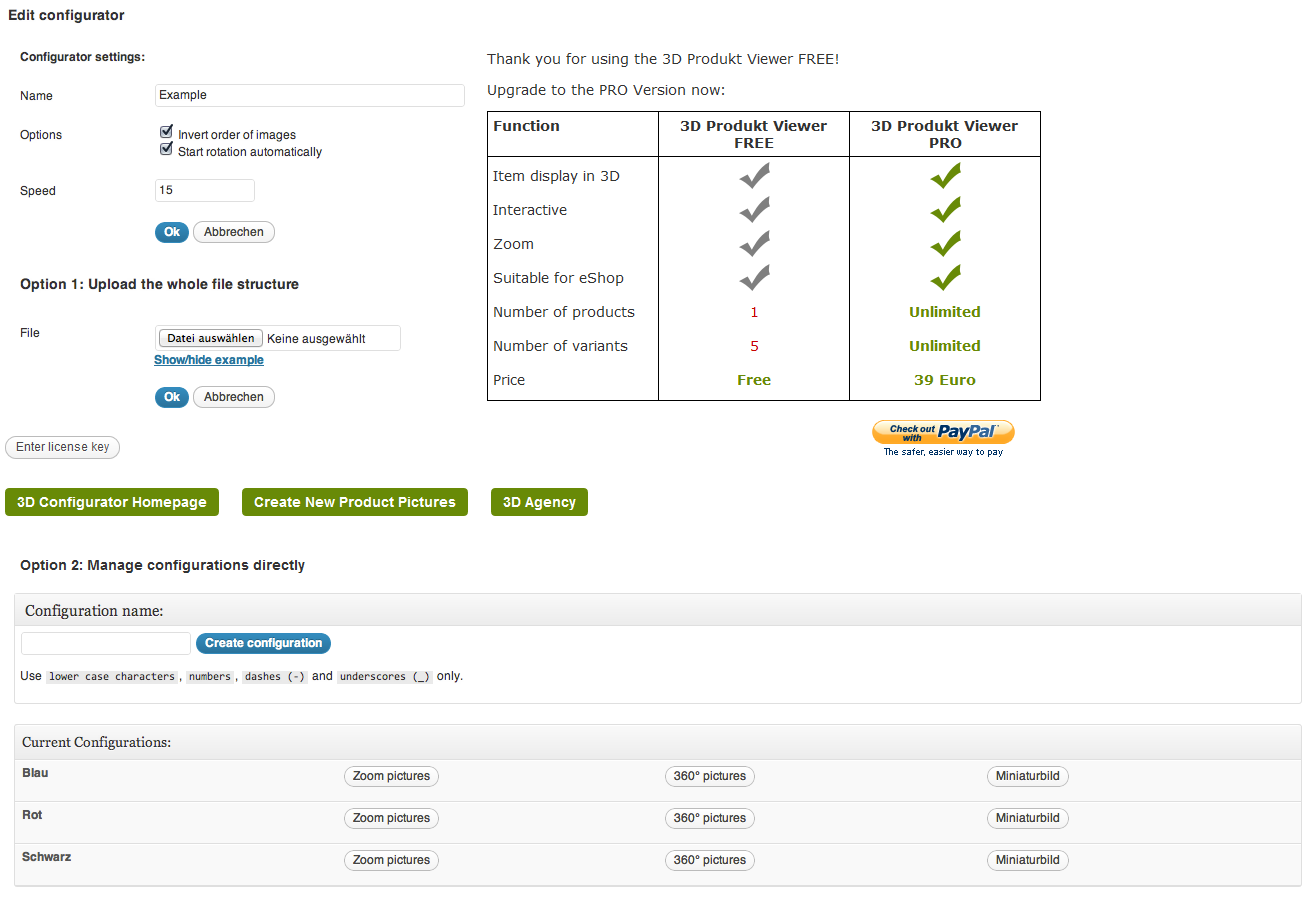 Edit configurator
Configurator settings:
Name
Example
Options
Invert order of images
Start rotation automatically
Speed
15
Ok
Abbrechen
Option 1: Upload the whole file structure
File
Datei auswählen Keine ausgewählt
Show/hide example
Ok
Abbrechen
Enter license key
Thank you for using the 3D Produkt Viewer FREE!
Upgrade to the PRO Version now:
Function
3D Produkt Viewer
FREE
3D Produkt Viewer
PRO
Item display in 3D
Interactive
Zoom
Suitable for eShop
Number of products 1 Unlimited
Number of variants 5 Unlimited
Price Free 39 Euro
Check out
with PayPal™
The safer, easier way to pay
3D Configurator Homepage
Create New Product Pictures
3D Agency
Option 2: Manage configurations directly
Configuration name:
Create configuration
Use lower case characters, numbers, dashes (-) and underscores (_) only.
Current Configurations:
Blau Zoom pictures 360° pictures Miniaturbild
Rot Zoom pictures 360° pictures Miniaturbild
Schwarz Zoom pictures 360° pictures Miniaturbild